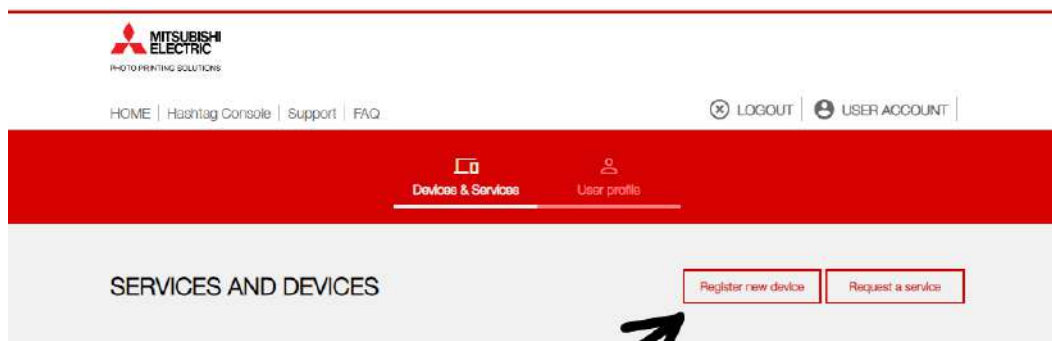 MITSUBISHI
ELECTRIC
PHOTO PRINTING SOLUTIONS
HOME | Hashtag Console | Support | FAQ
LOGOUT | USER ACCOUNT |
Devices & Services
User profile
SERVICES AND DEVICES
Register new device
Request a service